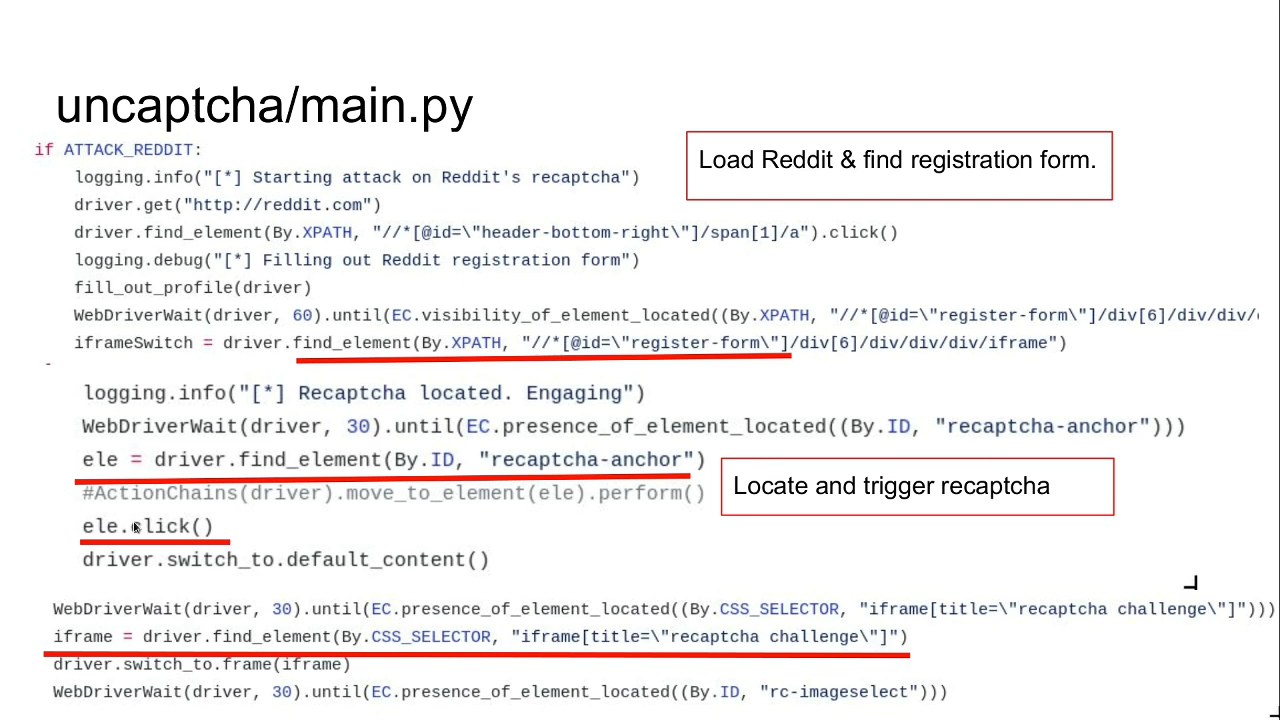 uncaptcha/main.py
Load Reddit & find registration form.
if ATTACK_REDDIT:
logging.info("[*] Starting attack on Reddit's recaptcha")
driver.get("http://reddit.com")
driver.find_element(By.XPATH, "//*[@id=\"header-bottom-right\"]/span[1]/a").click()
logging.debug("[*] Filling out Reddit registration form")
fill_out_profile(driver)
WebDriverWait(driver, 60).until(EC.visibility_of_element_located((By.XPATH, "//*[@id=\"register-form\"]/div[6]/div/div/
iframeSwitch = driver.find_element(By.XPATH, "//*[@id=\"register-form\"]/div[6]/div/div/div/iframe")
logging.info("[*] Recaptcha located. Engaging")
WebDriverWait(driver, 30).until(EC.presence_of_element_located((By.ID, "recaptcha-anchor")))
ele = driver.find_element(By.ID, "recaptcha-anchor")
#ActionChains(driver).move_to_element(ele).perform()
Locate and trigger recaptcha
ele.click()
driver.switch_to.default_content()
WebDriverWait(driver, 30).until(EC.presence_of_element_located((By.CSS_SELECTOR, "iframe[title=\"recaptcha challenge\"]")))
iframe = driver.find_element(By.CSS_SELECTOR, "iframe[title=\"recaptcha challenge\"]")
driver.switch_to.frame(iframe)
WebDriverWait(driver, 30).until(EC.presence_of_element_located((By.ID, "rc-imageselect")))